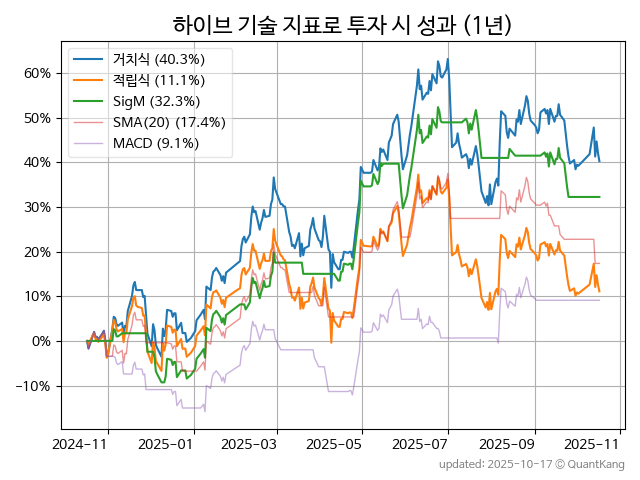 하이브 기술 지표로 투자 시 성과 (1년)
거치식 (40.3%)
적립식 (11.1%)
SigM (32.3%)
SMA(20) (17.4%)
MACD (9.1%)
60%
50%
40%
30%
20%
10%
0%
−10%
2024-11
2025-01
2025-03
2025-05
2025-07
2025-09
2025-11
updated: 2025-10-17 © QuantKang